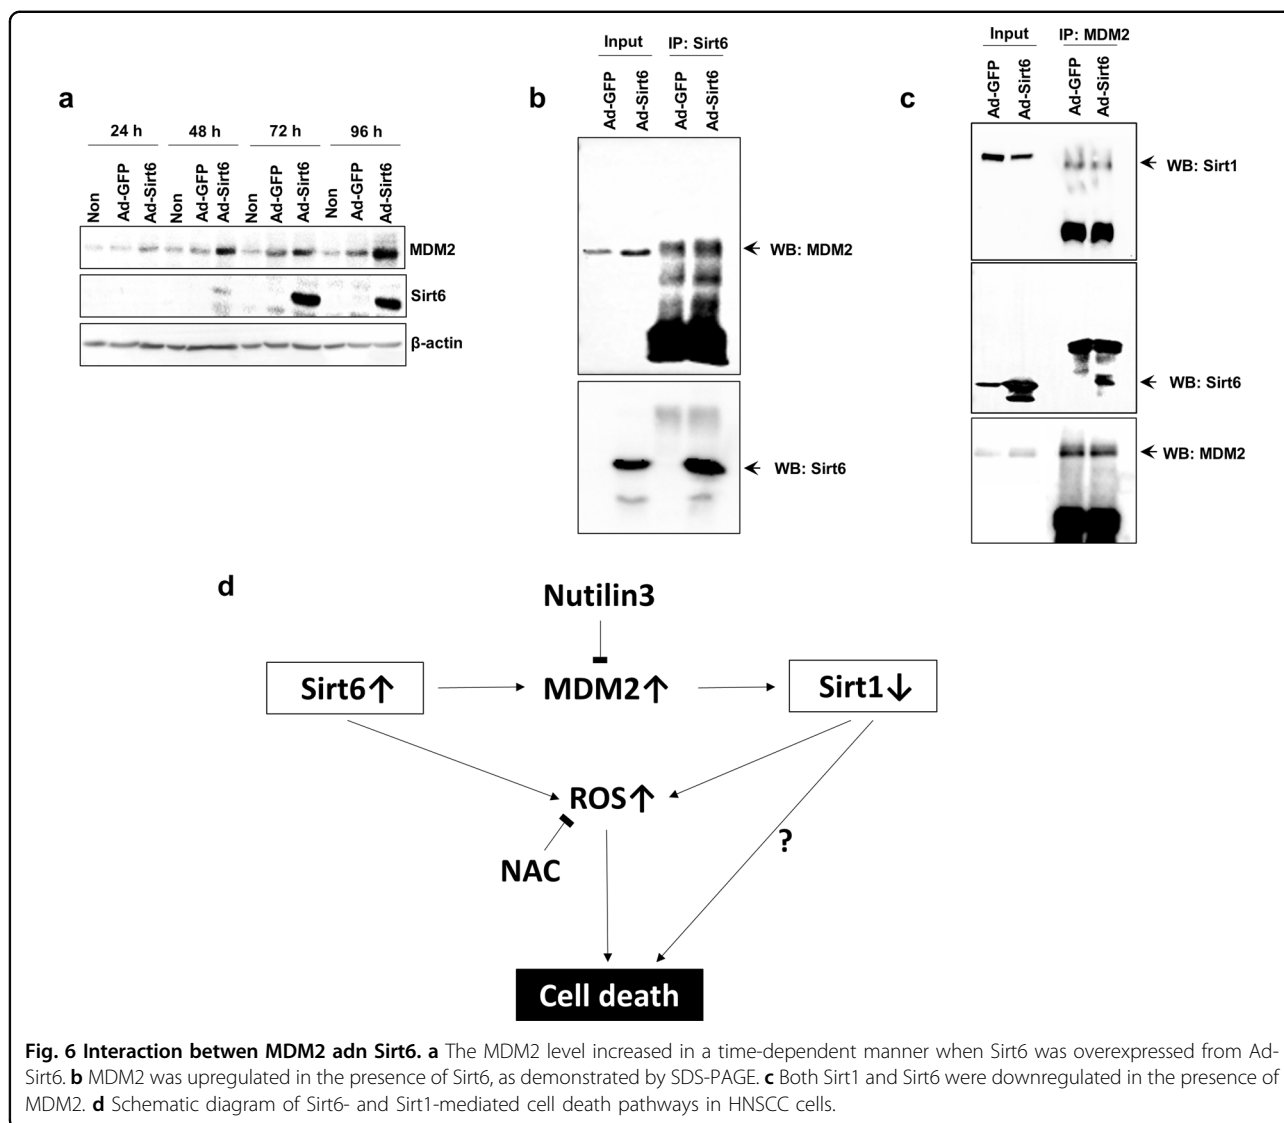 a
24 h 48 h 72 h 96 h
Non Ad-GFP Ad-Sirt6 Non Ad-GFP Ad-Sirt6 Non Ad-GFP Ad-Sirt6 Non Ad-GFP Ad-Sirt6
MDM2
Sirt6
β-actin
b
Input IP: Sirt6
Ad-GFP Ad-Sirt6 Ad-GFP Ad-Sirt6
WB: MDM2
WB: Sirt6
c
Input IP: MDM2
Ad-GFP Ad-Sirt6 Ad-GFP Ad-Sirt6
WB: Sirt1
WB: Sirt6
WB: MDM2
d
Nutilin3
Sirt6↑ MDM2↑ Sirt1↓
ROS↑
?
NAC
Cell death
Fig. 6 Interaction betwen MDM2 adn Sirt6. a The MDM2 level increased in a time-dependent manner when Sirt6 was overexpressed from Ad-
Sirt6. b MDM2 was upregulated in the presence of Sirt6, as demonstrated by SDS-PAGE. c Both Sirt1 and Sirt6 were downregulated in the presence of
MDM2. d Schematic diagram of Sirt6- and Sirt1-mediated cell death pathways in HNSCC cells.